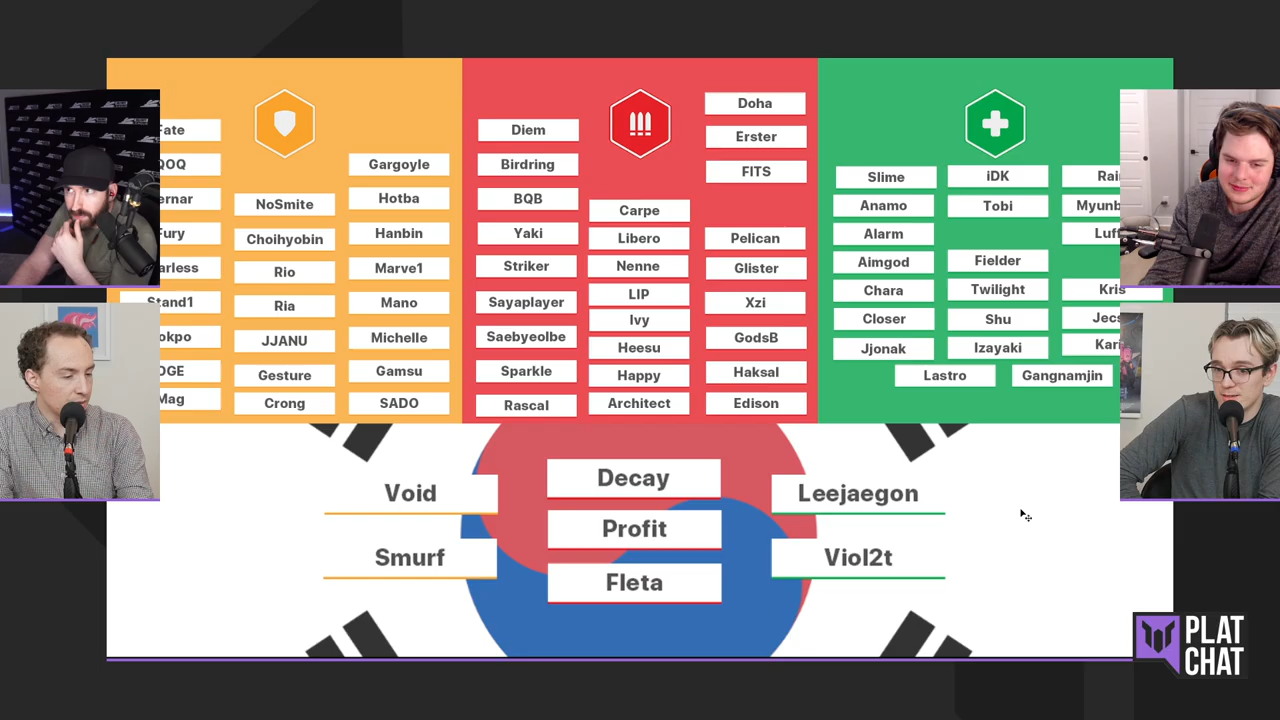 Fate
QOQ
ernar
Fury
arless
Stand1
okpo
OGE
Mag
NoSmite
Choihyobin
Rio
Ria
JJANU
Gesture
Crong
Gargoyle
Hotba
Hanbin
Marve1
Mano
Michelle
Gamsu
SADO
Diem
Birdring
BQB
Yaki
Striker
Sayaplayer
Saebyeolbe
Sparkle
Rascal
Carpe
Libero
Nenne
LIP
Ivy
Heesu
Happy
Architect
Doha
Erster
FITS
Pelican
Glister
Xzi
GodsB
Haksal
Edison
Slime
Anamo
Alarm
Aimgod
Chara
Closer
Jjonak
iDK
Tobi
Fielder
Twilight
Shu
Izayaki
Rai
Myunb
Luff
Kris
Jecs
Kari
Lastro
Gangnamjin
Void
Smurf
Decay
Profit
Fleta
Leejaegon
Viol2t
PLAT
CHAT